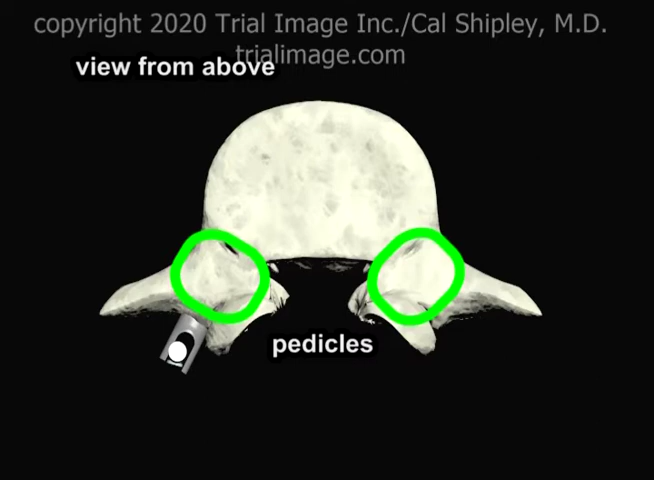 copyright 2020 Trial Image Inc./Cal Shipley, M.D.
trialimage.com
view from above
pedicles